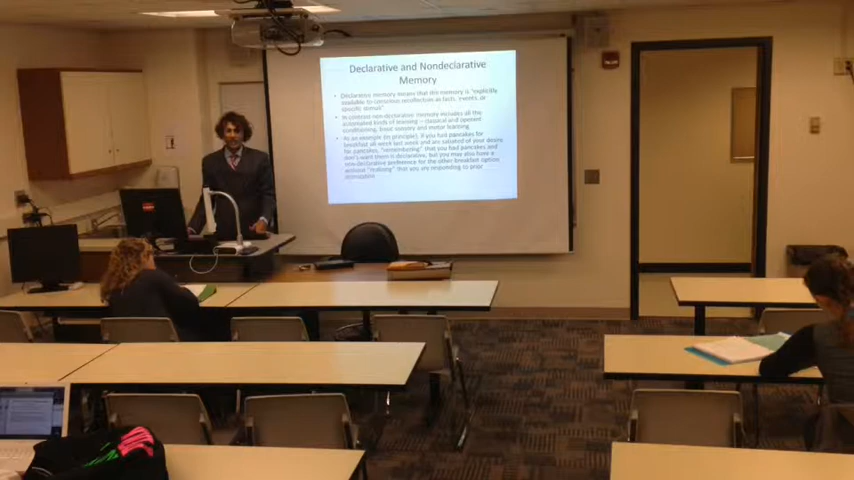 Declarative and Nondeclarative
Memory
• Declarative memory means that this memory is "explicitly
available to conscious recollection as facts, events, or
specific stimuli"
• In contrast non-declarative memory includes all the
automated kinds of learning – classical and
conditioning, and motor learning
• As an example (in principle), if you had pancakes for
breakfast all week last week and are satiated of your desire
for pancakes, "remembering" that you had pancakes and
don't want them is declarative, but you may also have a
non-declarative preference for the other breakfast option
without "realizing" that you are responding to prior